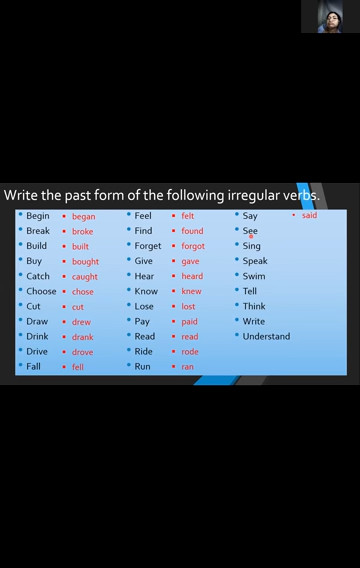 Write the past form of the following irregular verbs.
Begin began Feel felt Say said
Break broke Find found See
Build built Forget forgot Sing
Buy bought Give gave Speak
Catch caught Hear heard Swim
Choose chose Know knew Tell
Cut cut Lose lost Think
Draw drew Pay paid Write
Drink drank Read read Understand
Drive drove Ride rode
Fall fell Run ran